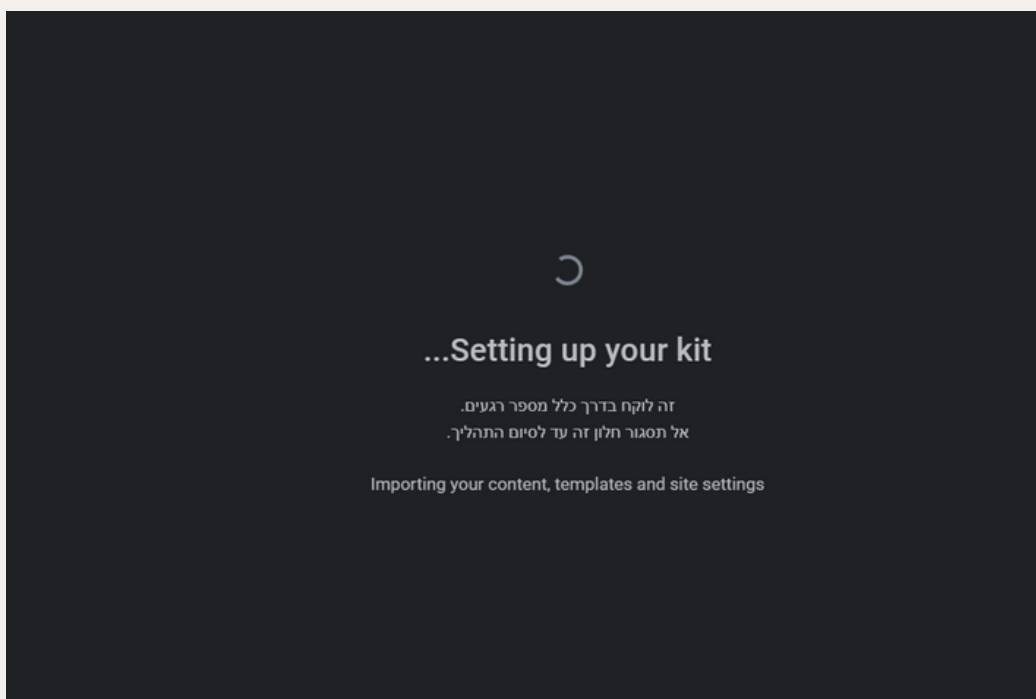 ...Setting up your kit
זה לוקח בדרך כלל מספר רגעים.
אל תסגור חלון זה עד לסיום התהליך.
Importing your content, templates and site settings